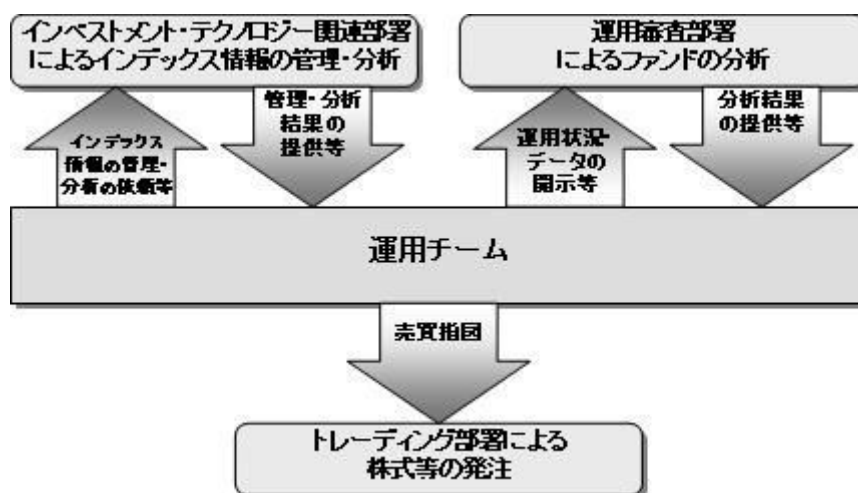 インベストメント・テクノロジー関連部署
によるインデックス情報の管理・分析
運用審査部署
によるファンドの分析
インデックス
情報の管理・
分析の依頼等
管理・分析
結果の
提供等
運用状況・
データの
開示等
分析結果
の提供等
運用チーム
売買指図
トレーディング部署による
株式等の発注